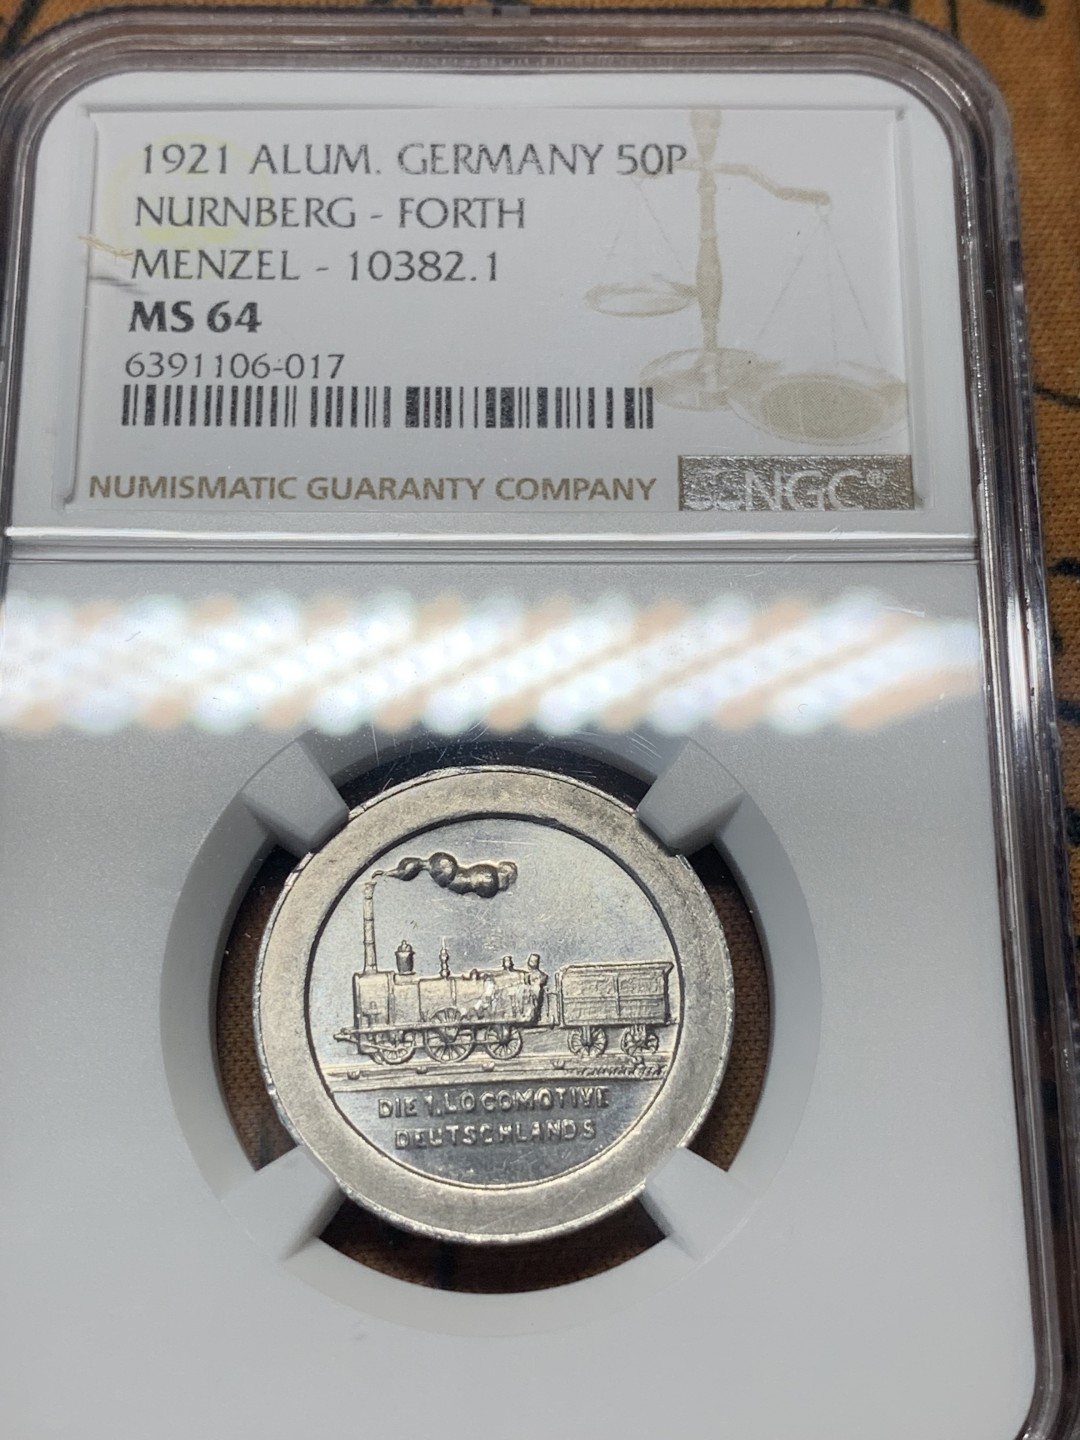 1921 ALUM. GERMANY 50P
NURNBERG - FORTH
MENZEL - 10382.1
MS 64
6391106-017
NUMISMATIC GUARANTY COMPANY
NGC®
DIE 1. LOCOMOTIVE
DEUTSCHLANDS